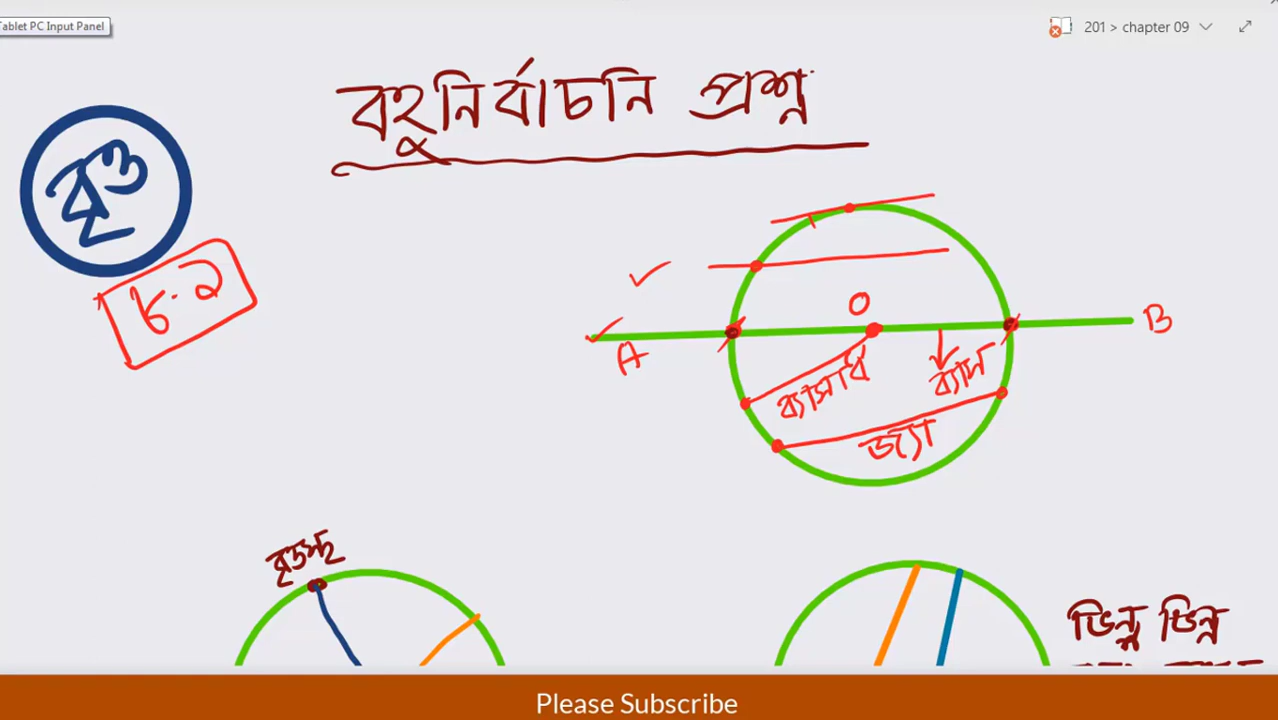 Tablet PC Input Panel
201 > chapter 09
বহুনির্বাচনি প্রশ্ন
বৃত্ত
৮.২
O
A
B
ব্যাসার্ধ
ব্যাস
জ্যা
বৃত্তস্থ
ভিন্ন ভিন্ন
Please Subscribe